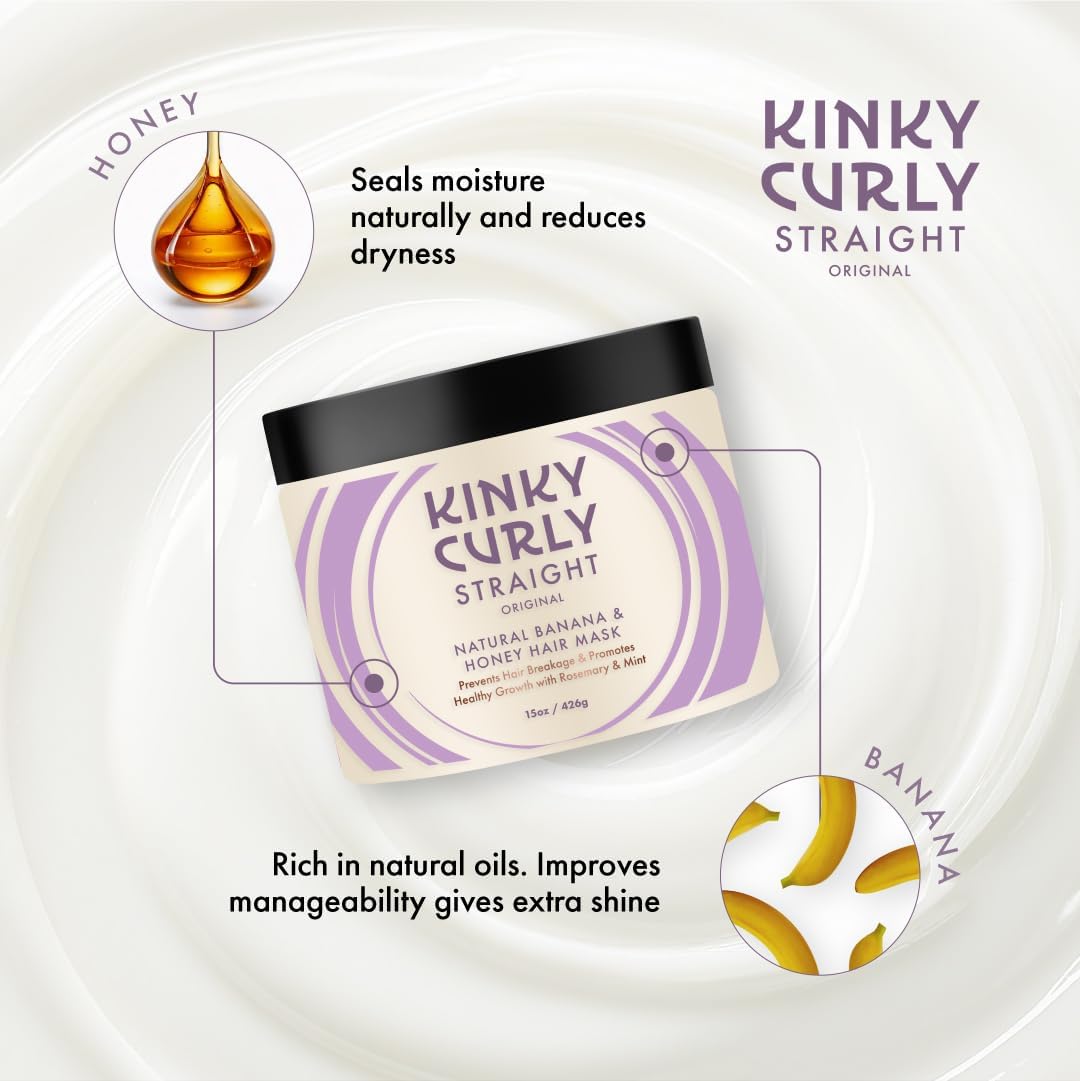 HONEY
Seals moisture
naturally and reduces
dryness
KINKY
CURLY
STRAIGHT
ORIGINAL
KINKY
CURLY
STRAIGHT
ORIGINAL
NATURAL BANANA &
HONEY HAIR MASK
Prevents Hair Breakage & Promotes
Healthy Growth with Rosemary & Mint
15oz / 426g
BANANA
Rich in natural oils. Improves
manageability gives extra shine